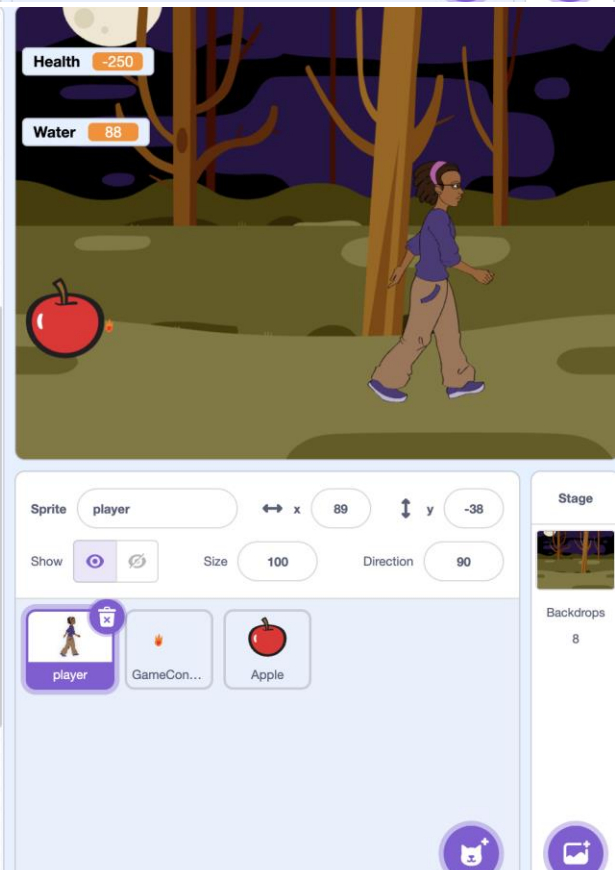 Health -250
Water 88
Sprite player x 89 y -38
Stage
Show Size 100 Direction 90
Backdrops
8
player GameCon... Apple